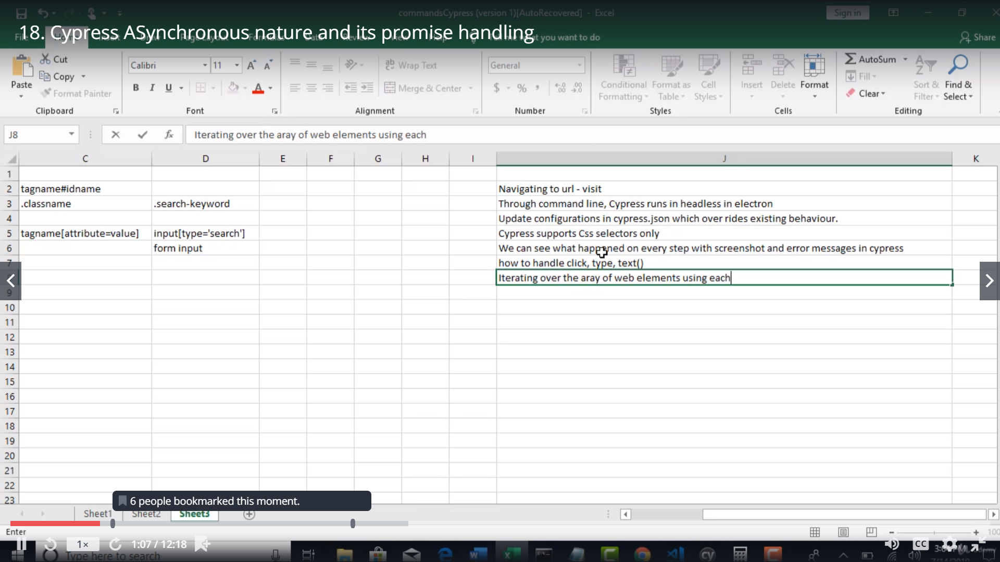 commandsCypress (version 1)[AutoRecovered] - Excel
Sign in
18. Cypress ASynchronous nature and its promise handling
you want to do
Share
Cut
Copy
Format Painter
Paste
Clipboard
Calibri
11
B I U
Font
Wrap Text
Merge & Center
Alignment
General
$ % ,
Number
Conditional Formatting
Format as Table
Cell Styles
Styles
Insert
Delete
Format
Cells
AutoSum
Fill
Clear
Sort & Filter
Find & Select
Editing
J8
fx
Iterating over the aray of web elements using each
C D E F G H I J K
1
2 tagname#idname Navigating to url - visit
3 .classname .search-keyword Through command line, Cypress runs in headless in electron
4 Update configurations in cypress.json which over rides existing behaviour.
5 tagname[attribute=value] input[type='search'] Cypress supports Css selectors only
6 form input We can see what happened on every step with screenshot and error messages in cypress
7 how to handle click, type, text()
Iterating over the aray of web elements using each
9
10
11
12
13
14
15
16
17
18
19
20
21
22
23
6 people bookmarked this moment.
Sheet1 Sheet2 Sheet3
Enter
100
1×
1:07 / 12:18
CC
Type here to search